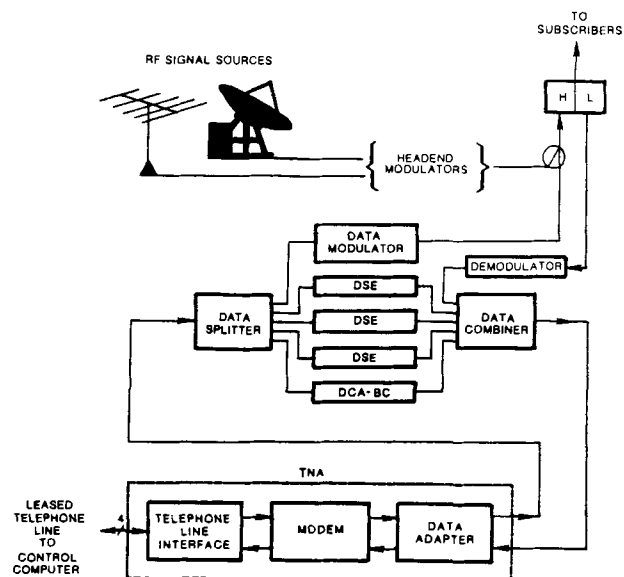 TO
SUBSCRIBERS
RF SIGNAL SOURCES
H L
HEADEND
MODULATORS
DATA
MODULATOR
DEMODULATOR
DSE
DATA
SPLITTER
DSE
DATA
COMBINER
DSE
DCA-BC
TNA
LEASED
TELEPHONE
LINE
TO
CONTROL
COMPUTER
4
TELEPHONE
LINE
INTERFACE
MODEM
DATA
ADAPTER